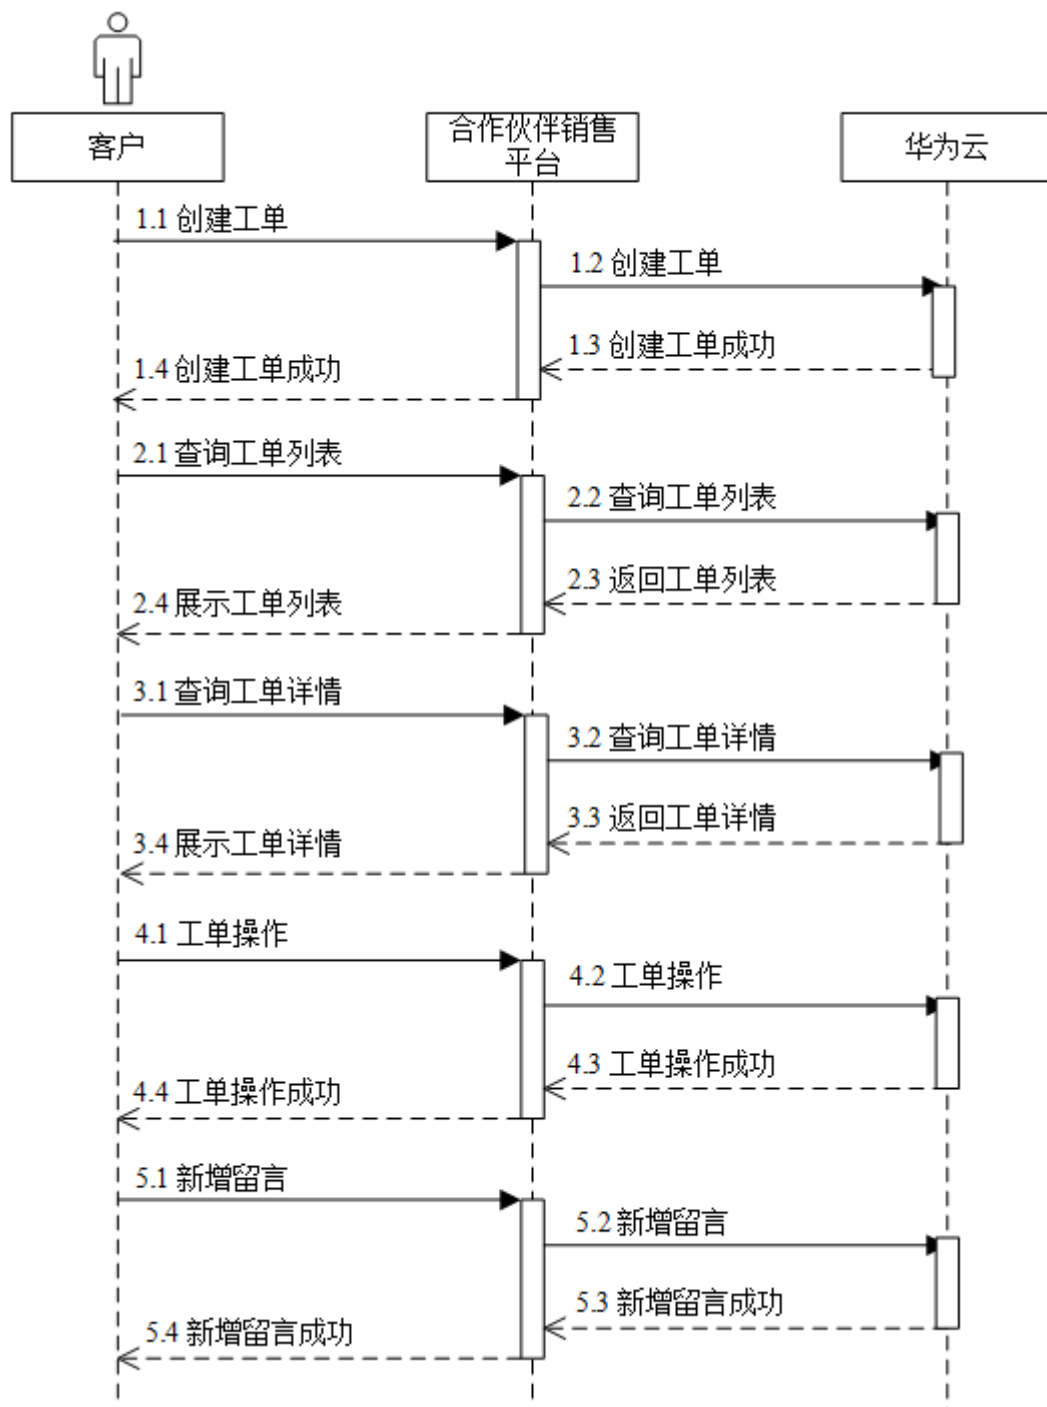 客户
合作伙伴销售
平台
华为云
1.1 创建工单
1.2 创建工单
1.3 创建工单成功
1.4 创建工单成功
2.1 查询工单列表
2.2 查询工单列表
2.3 返回工单列表
2.4 展示工单列表
3.1 查询工单详情
3.2 查询工单详情
3.3 返回工单详情
3.4 展示工单详情
4.1 工单操作
4.2 工单操作
4.3 工单操作成功
4.4 工单操作成功
5.1 新增留言
5.2 新增留言
5.3 新增留言成功
5.4 新增留言成功